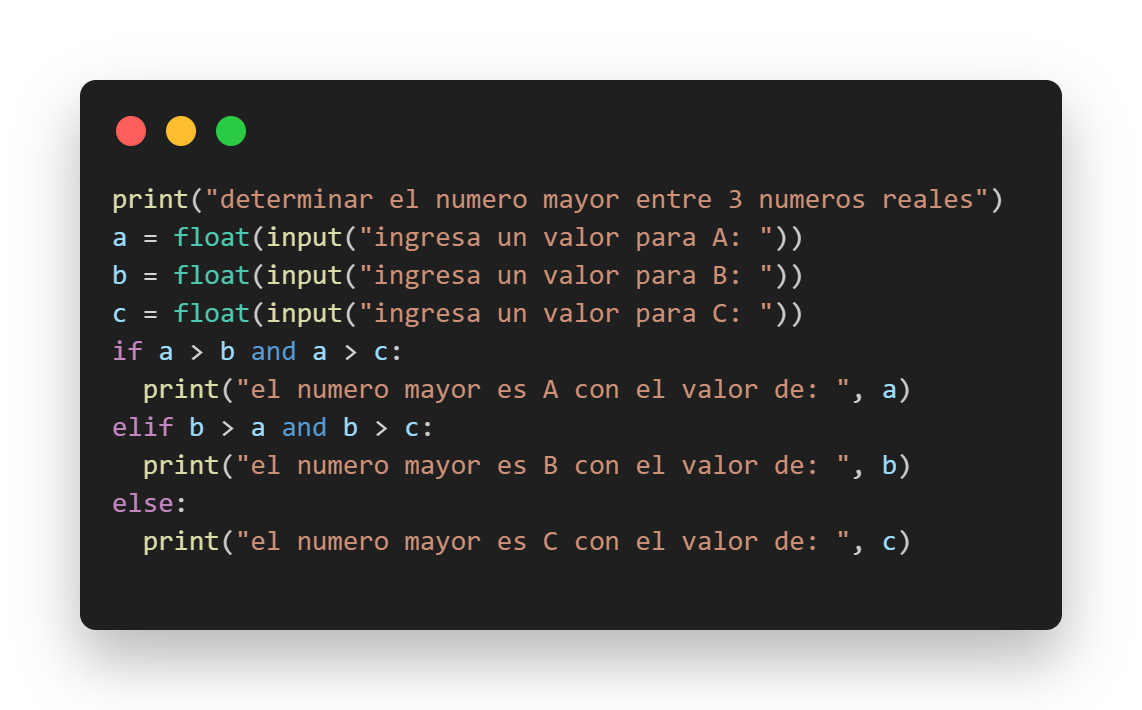 print("determinar el numero mayor entre 3 numeros reales")
a = float(input("ingresa un valor para A: "))
b = float(input("ingresa un valor para B: "))
c = float(input("ingresa un valor para C: "))
if a > b and a > c:
  print("el numero mayor es A con el valor de: ", a)
elif b > a and b > c:
  print("el numero mayor es B con el valor de: ", b)
else:
  print("el numero mayor es C con el valor de: ", c)